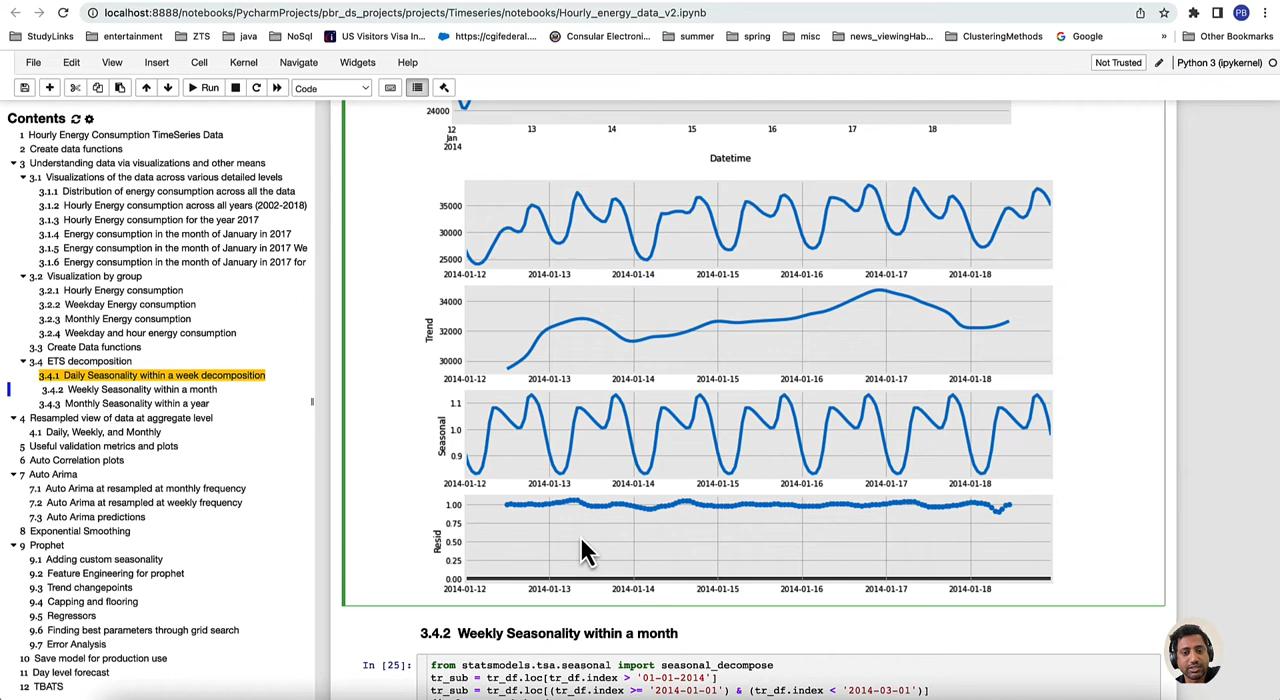 localhost:8888/notebooks/PycharmProjects/pbr_ds_projects/projects/Timeseries/notebooks/Hourly_energy_data_v2.ipynb
PB
StudyLinks entertainment ZTS java NoSql US Visitors Visa In... https://cgifederal.... Consular Electroni... summer spring misc news_viewingHab... ClusteringMethods Google » Other Bookmarks
File Edit View Insert Cell Kernel Navigate Widgets Help Not Trusted Python 3 (ipykernel)
Run Code
Contents
1 Hourly Energy Consumption TimeSeries Data
2 Create data functions
3 Understanding data via visualizations and other means
3.1 Visualizations of the data across various detailed levels
3.1.1 Distribution of energy consumption across all the data
3.1.2 Hourly Energy consumption across all years (2002-2018)
3.1.3 Hourly Energy consumption for the year 2017
3.1.4 Energy consumption in the month of January in 2017
3.1.5 Energy consumption in the month of January in 2017 We
3.1.6 Energy consumption in the month of January in 2017 for
3.2 Visualization by group
3.2.1 Hourly Energy consumption
3.2.2 Weekday Energy consumption
3.2.3 Monthly Energy consumption
3.2.4 Weekday and hour energy consumption
3.3 Create Data functions
3.4 ETS decomposition
3.4.1 Daily Seasonality within a week decomposition
3.4.2 Weekly Seasonality within a month
3.4.3 Monthly Seasonality within a year
4 Resampled view of data at aggregate level
4.1 Daily, Weekly, and Monthly
5 Useful validation metrics and plots
6 Auto Correlation plots
7 Auto Arima
7.1 Auto Arima at resampled at monthly frequency
7.2 Auto Arima at resampled at weekly frequency
7.3 Auto Arima predictions
8 Exponential Smoothing
9 Prophet
9.1 Adding custom seasonality
9.2 Feature Engineering for prophet
9.3 Trend changepoints
9.4 Capping and flooring
9.5 Regressors
9.6 Finding best parameters through grid search
9.7 Error Analysis
10 Save model for production use
11 Day level forecast
12 TBATS
24000
12 13 14 15 16 17 18
Jan
2014
Datetime
35000
30000
25000
2014-01-12 2014-01-13 2014-01-14 2014-01-15 2014-01-16 2014-01-17 2014-01-18
Trend
34000
32000
30000
2014-01-12 2014-01-13 2014-01-14 2014-01-15 2014-01-16 2014-01-17 2014-01-18
Seasonal
1.1
1.0
0.9
2014-01-12 2014-01-13 2014-01-14 2014-01-15 2014-01-16 2014-01-17 2014-01-18
Resid
1.00
0.75
0.50
0.25
0.00
2014-01-12 2014-01-13 2014-01-14 2014-01-15 2014-01-16 2014-01-17 2014-01-18
3.4.2 Weekly Seasonality within a month
In [25]: from statsmodels.tsa.seasonal import seasonal_decompose
tr_sub = tr_df.loc[tr_df.index > '01-01-2014']
tr_sub = tr_df.loc[(tr_df.index >= '2014-01-01') & (tr_df.index < '2014-03-01')]